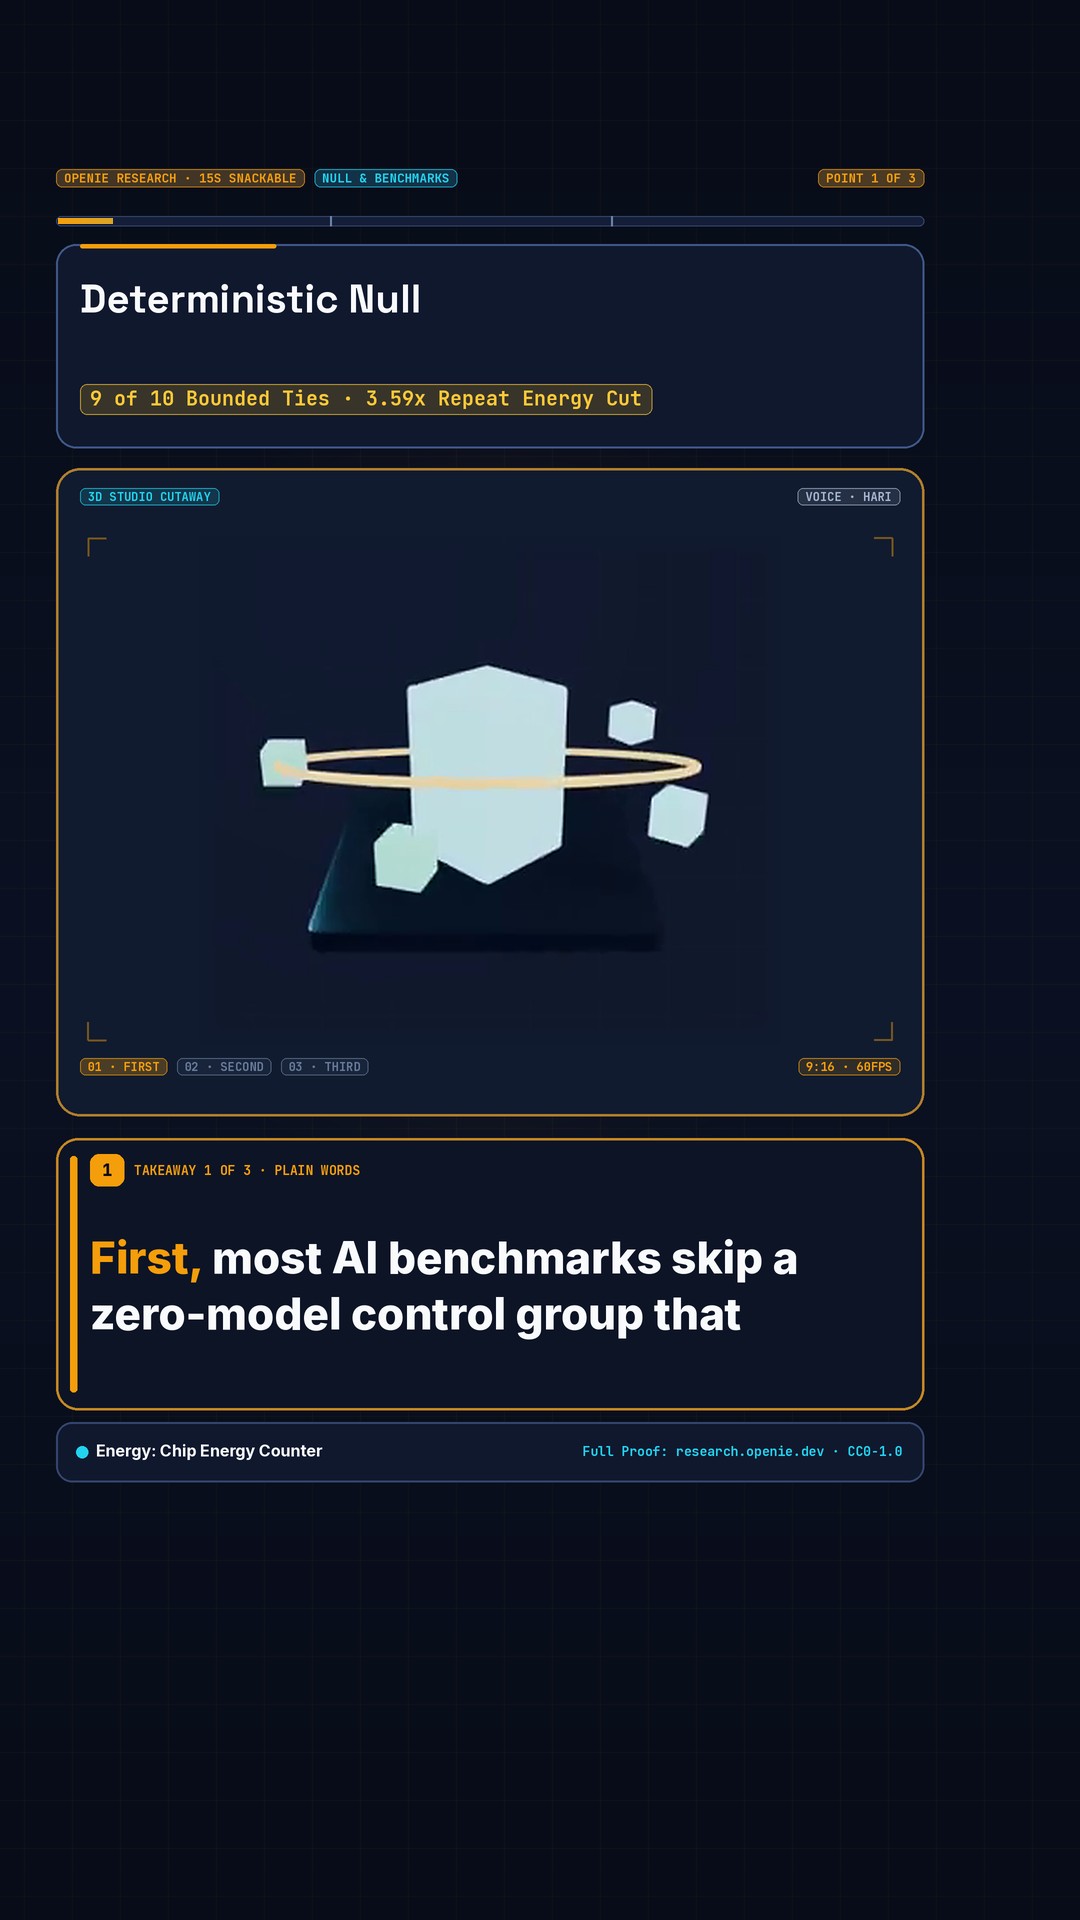 OPENIE RESEARCH · 15S SNACKABLE
NULL & BENCHMARKS
POINT 1 OF 3
Deterministic Null
9 of 10 Bounded Ties · 3.59x Repeat Energy Cut
3D STUDIO CUTAWAY
VOICE · HARI
01 · FIRST
02 · SECOND
03 · THIRD
9:16 · 60FPS
1
TAKEAWAY 1 OF 3 · PLAIN WORDS
First, most AI benchmarks skip a
zero-model control group that
Energy: Chip Energy Counter
Full Proof: research.openie.dev · CC0-1.0